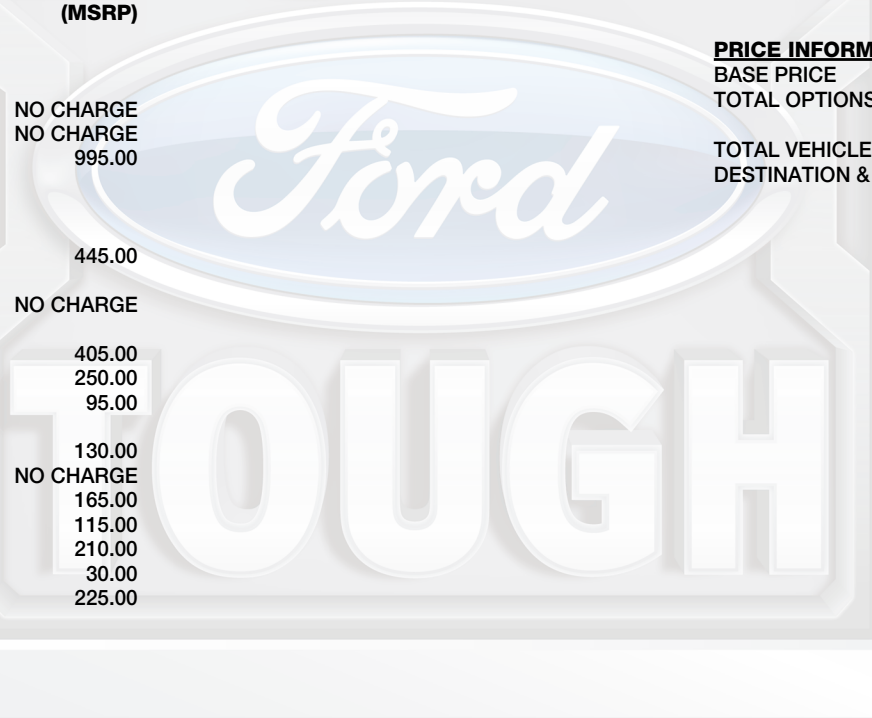 (MSRP)
NO CHARGE
NO CHARGE
995.00
445.00
NO CHARGE
405.00
250.00
95.00
130.00
NO CHARGE
165.00
115.00
210.00
30.00
225.00
PRICE INFORM
BASE PRICE
TOTAL OPTIONS
TOTAL VEHICLE
DESTINATION &
Ford
TOUGH